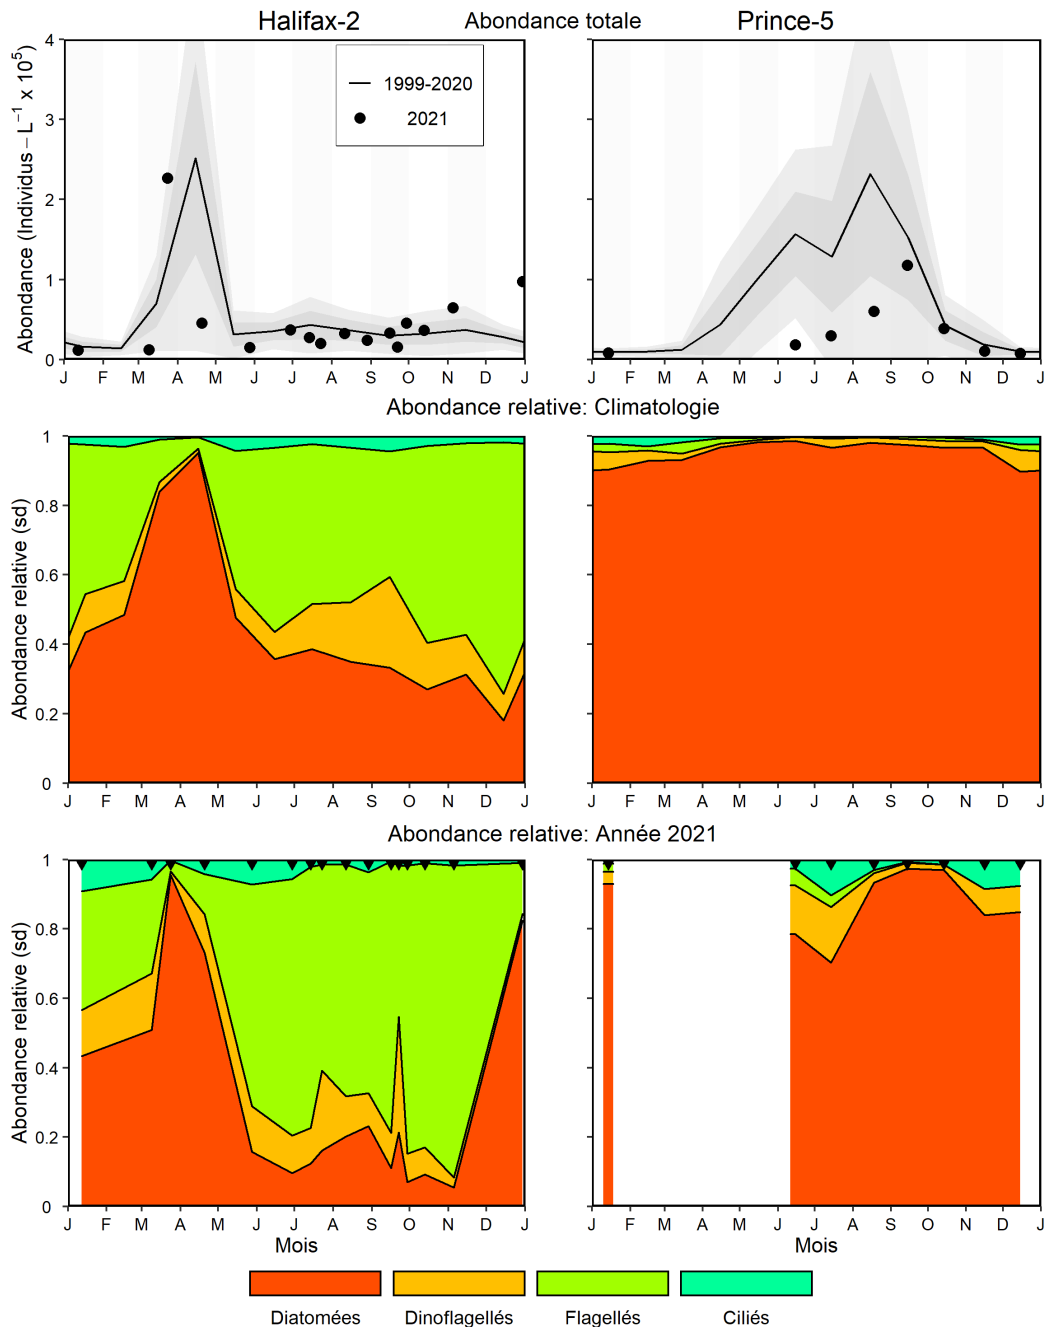 Halifax-2 Abondance totale Prince-5
Abondance (Individus – L⁻¹ x 10⁵)
4
3
2
1
0
1999-2020
2021
J F M A M J J A S O N D J
J F M A M J J A S O N D J
Abondance relative: Climatologie
Abondance relative (sd)
1
0.8
0.6
0.4
0.2
0
J F M A M J J A S O N D J
J F M A M J J A S O N D J
Abondance relative: Année 2021
Abondance relative (sd)
1
0.8
0.6
0.4
0.2
0
J F M A M J J A S O N D J
J F M A M J J A S O N D J
Mois Mois
Diatomées Dinoflagellés Flagellés Ciliés